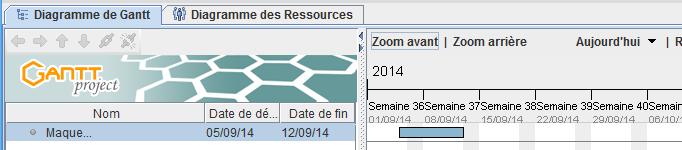 Diagramme de Gantt
Diagramme des Ressources
Zoom avant | Zoom arrière
Aujourd'hui
| R
2014
GANTT
project
Nom
Date de dé...
Date de fin
Semaine 36
Semaine 37
Semaine 38
Semaine 39
Semaine 40
Sema
01/09/14
08/09/14
15/09/14
22/09/14
29/09/14
06/10/
Maque...
05/09/14
12/09/14